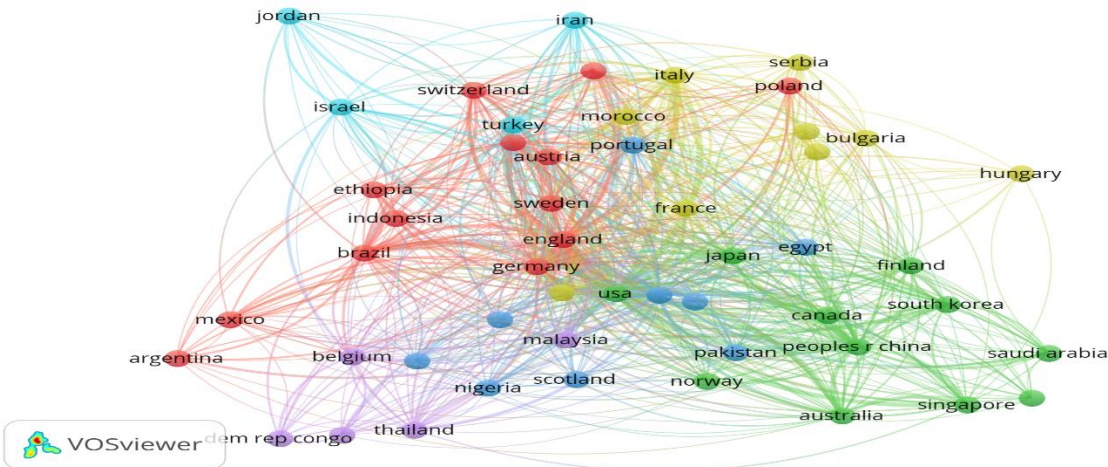 jordan
iran
serbia
italy
poland
switzerland
israel
morocco
turkey
bulgaria
portugal
austria
hungary
ethiopia
sweden
france
indonesia
england
egypt
brazil
japan
germany
finland
usa
south korea
canada
mexico
malaysia
peoples r china
argentina
belgium
pakistan
saudi arabia
nigeria
scotland
norway
singapore
australia
thailand
dem rep congo
VOSviewer